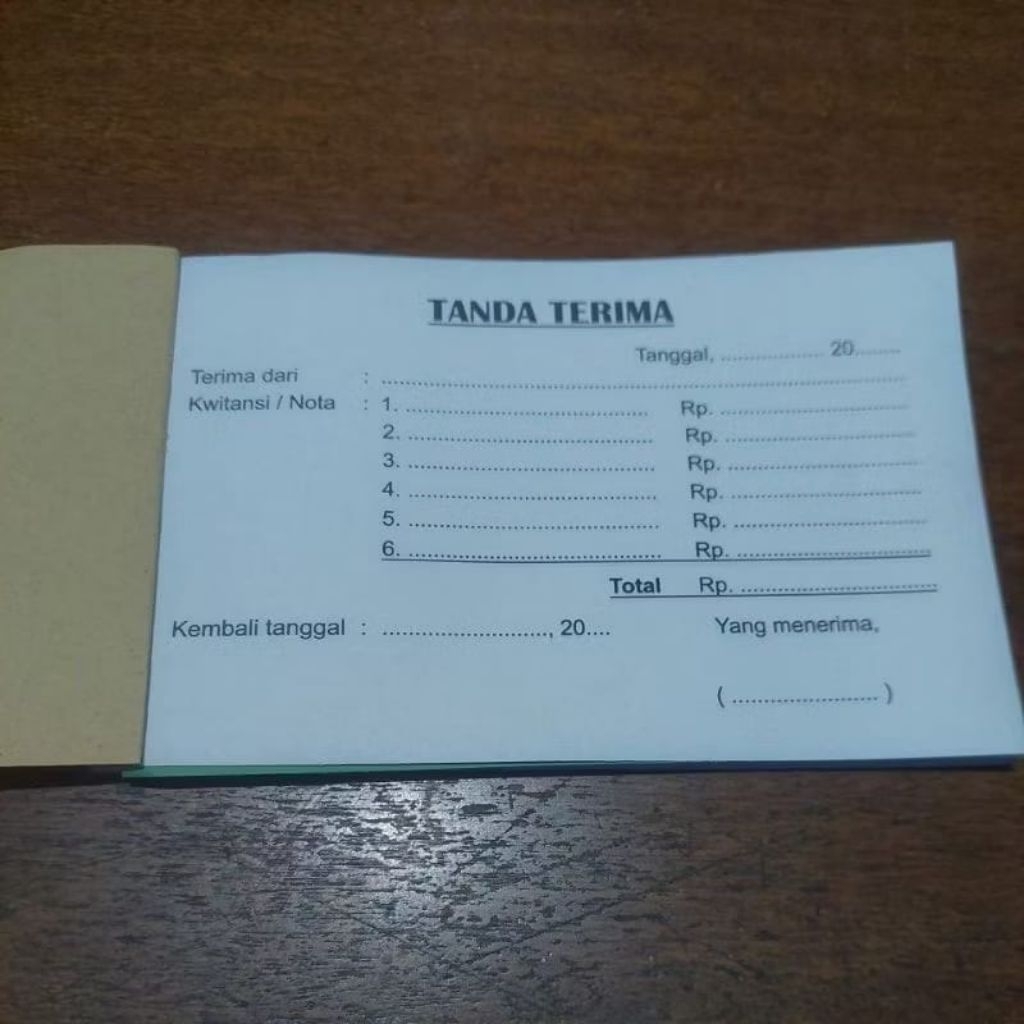 TANDA TERIMA
Tanggal, .................. 20.........
Terima dari : ................................................................................
Kwitansi / Nota : 1. .......................................... Rp. ................................
2. .......................................... Rp. ................................
3. .......................................... Rp. ................................
4. .......................................... Rp. ................................
5. .......................................... Rp. ................................
6. .......................................... Rp. ................................
Total Rp. ................................
Kembali tanggal : .........................., 20....
Yang menerima,
( ....................... )